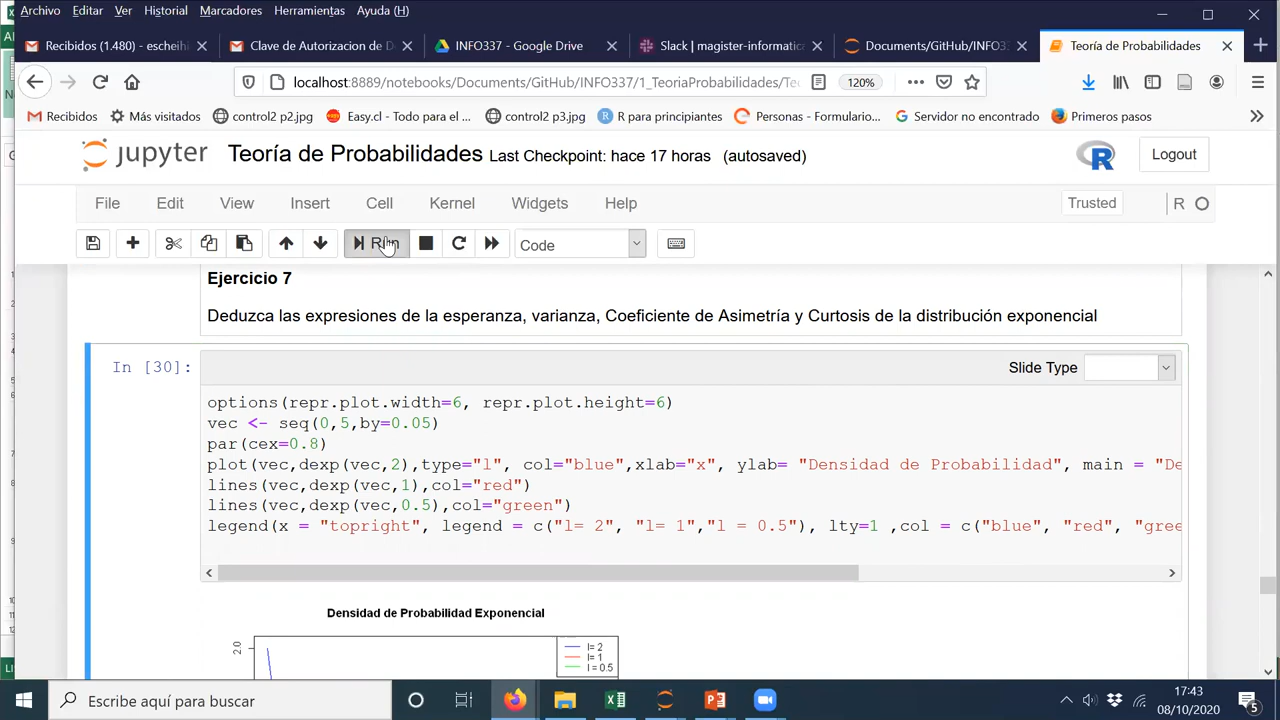 Archivo Editar Ver Historial Marcadores Herramientas Ayuda (H)
Recibidos (1.480) - escheih
Clave de Autorización de D
INFO337 - Google Drive
Slack | magister-informatic
Documents/GitHub/INFO33
Teoría de Probabilidades
localhost:8889/notebooks/Documents/GitHub/INFO337/1_TeoriaProbabilidades/Te
120%
Recibidos Más visitados control2 p2.jpg Easy.cl - Todo para el ... control2 p3.jpg R para principiantes Personas - Formulario... Servidor no encontrado Primeros pasos
jupyter Teoría de Probabilidades Last Checkpoint: hace 17 horas (autosaved)
R
Logout
File Edit View Insert Cell Kernel Widgets Help
Trusted
R
Run
Code
Ejercicio 7
Deduzca las expresiones de la esperanza, varianza, Coeficiente de Asimetría y Curtosis de la distribución exponencial
In [30]:
Slide Type
options(repr.plot.width=6, repr.plot.height=6)
vec <- seq(0,5,by=0.05)
par(cex=0.8)
plot(vec,dexp(vec,2),type="l", col="blue",xlab="x", ylab= "Densidad de Probabilidad", main = "De
lines(vec,dexp(vec,1),col="red")
lines(vec,dexp(vec,0.5),col="green")
legend(x = "topright", legend = c("l= 2", "l= 1","l = 0.5"), lty=1 ,col = c("blue", "red", "gree
Densidad de Probabilidad Exponencial
2.0
l= 2
l= 1
l = 0.5
Escribe aquí para buscar
17:43
08/10/2020
5